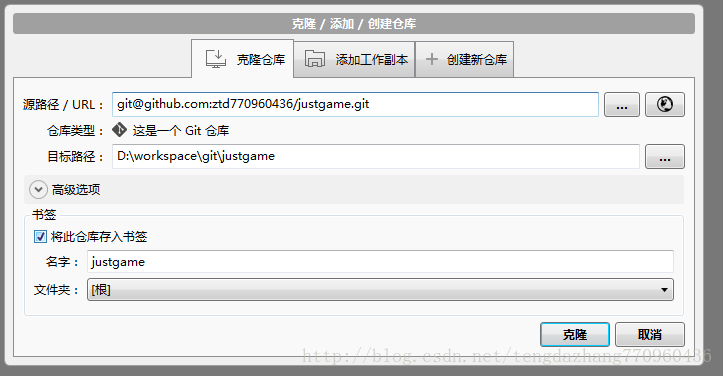 克隆 / 添加 / 创建仓库
克隆仓库 添加工作副本 创建新仓库
源路径 / URL： git@github.com:ztd770960436/justgame.git ...
仓库类型： 这是一个 Git 仓库
目标路径： D:\workspace\git\justgame ...
高级选项
书签
将此仓库存入书签
名字： justgame
文件夹： [根]
克隆 取消
http://blog.csdn.net/tengdazhang770960436